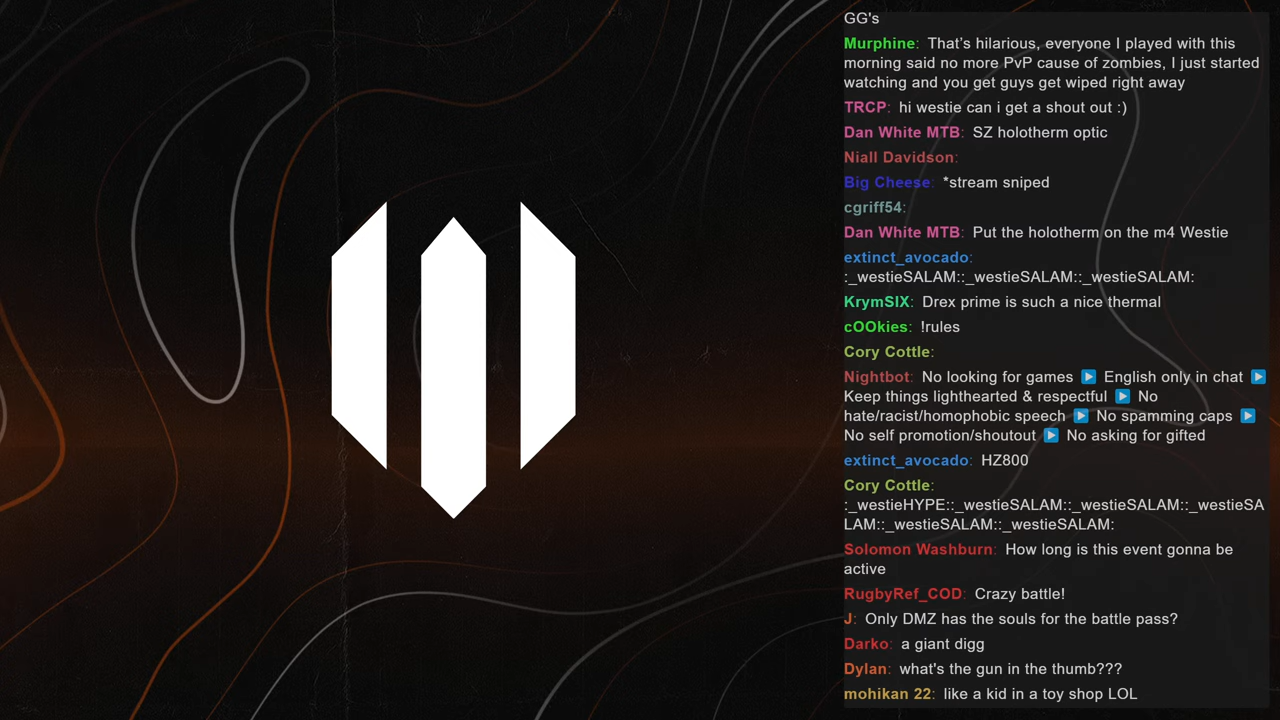 GG's
Murphine: That's hilarious, everyone I played with this
morning said no more PvP cause of zombies, I just started
watching and you get guys get wiped right away
TRCP: hi westie can i get a shout out :)
Dan White MTB: SZ holotherm optic
Niall Davidson:
Big Cheese: *stream sniped
cgriff54:
Dan White MTB: Put the holotherm on the m4 Westie
extinct_avocado:
:_westieSALAM::_westieSALAM::_westieSALAM:
KrymSIX: Drex prime is such a nice thermal
cOOkies: !rules
Cory Cottle:
Nightbot: No looking for games ▶ English only in chat ▶
Keep things lighthearted & respectful ▶ No
hate/racist/homophobic speech ▶ No spamming caps ▶
No self promotion/shoutout ▶ No asking for gifted
extinct_avocado: HZ800
Cory Cottle:
:_westieHYPE::_westieSALAM::_westieSALAM::_westieSA
LAM::_westieSALAM::_westieSALAM:
Solomon Washburn: How long is this event gonna be
active
RugbyRef_COD: Crazy battle!
J: Only DMZ has the souls for the battle pass?
Darko: a giant digg
Dylan: what's the gun in the thumb???
mohikan 22: like a kid in a toy shop LOL